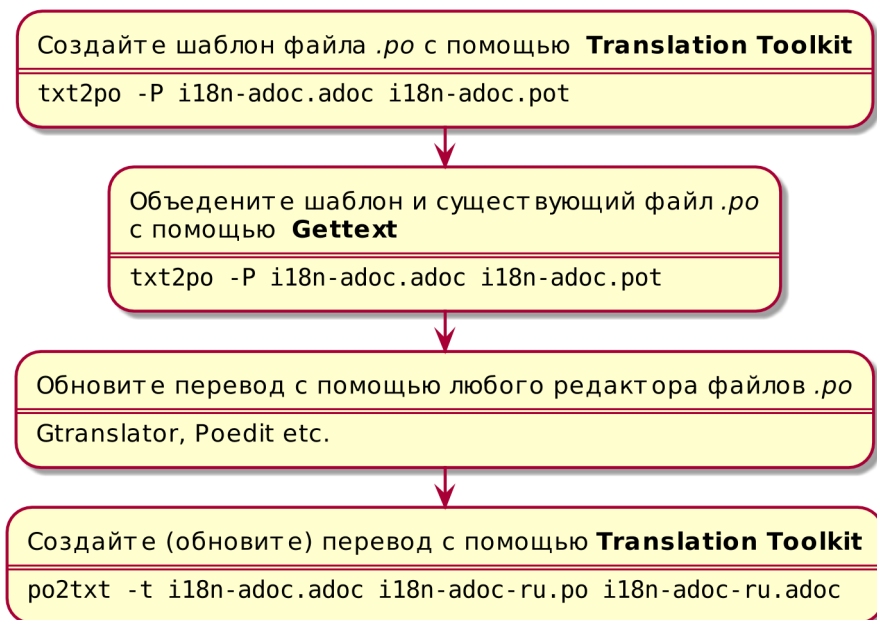 Создайте шаблон файла .po с помощью Translation Toolkit
txt2po -P i18n-adoc.adoc i18n-adoc.pot
Объедените шаблон и существующий файл .po
с помощью Gettext
txt2po -P i18n-adoc.adoc i18n-adoc.pot
Обновите перевод с помощью любого редактора файлов .po
Gtranslator, Poedit etc.
Создайте (обновите) перевод с помощью Translation Toolkit
po2txt -t i18n-adoc.adoc i18n-adoc-ru.po i18n-adoc-ru.adoc